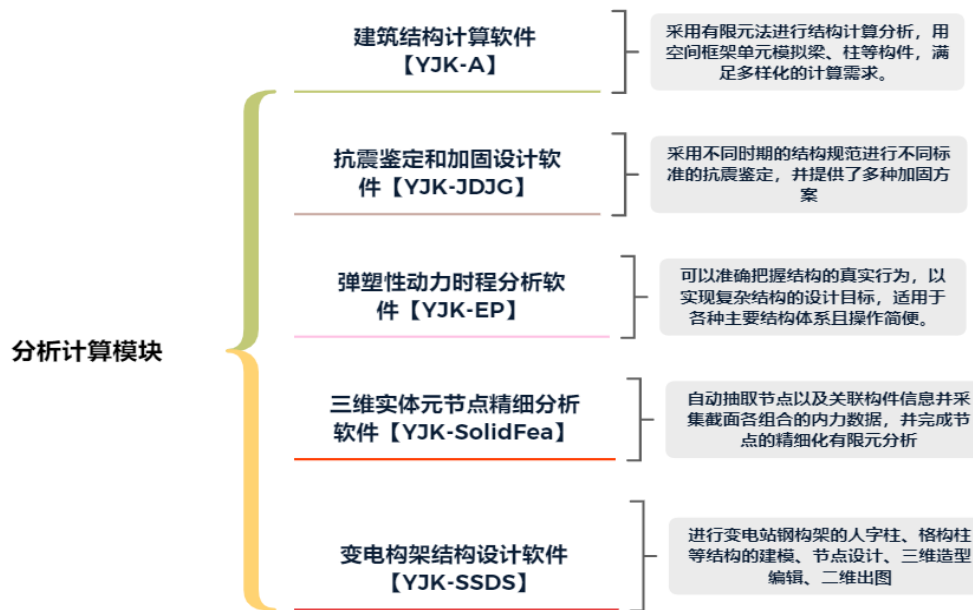 分析计算模块
建筑结构计算软件
【YJK-A】
采用有限元法进行结构计算分析，用
空间框架单元模拟梁、柱等构件，满
足多样化的计算需求。
抗震鉴定和加固设计软
件【YJK-JDJG】
采用不同时期的结构规范进行不同标
准的抗震鉴定，并提供了多种加固方
案
弹塑性动力时程分析软
件【YJK-EP】
可以准确把握结构的真实行为，以
实现复杂结构的设计目标，适用于
各种主要结构体系且操作简便。
三维实体元节点精细分析
软件【YJK-SolidFea】
自动抽取节点以及关联构件信息并采
集截面各组合的内力数据，并完成节
点的精细化有限元分析
变电构架结构设计软件
【YJK-SSDS】
进行变电站钢构架的人字柱、格构柱
等结构的建模、节点设计、三维造型
编辑、二维出图